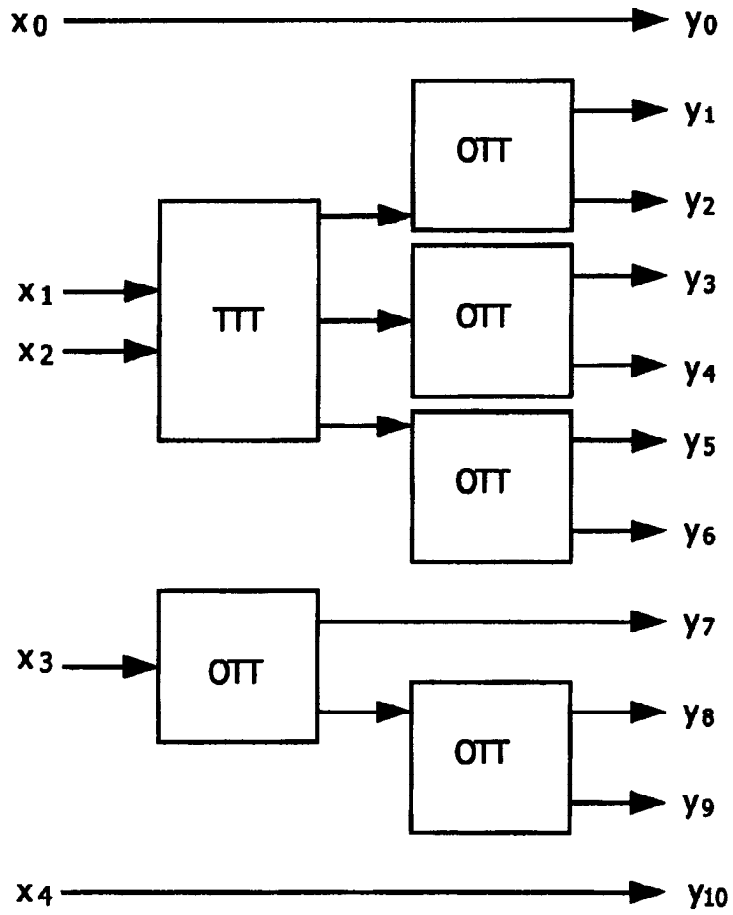 x0 y0
OTT y1
y2
x1 TTT OTT y3
x2 y4
OTT y5
y6
x3 OTT y7
OTT y8
y9
x4 y10